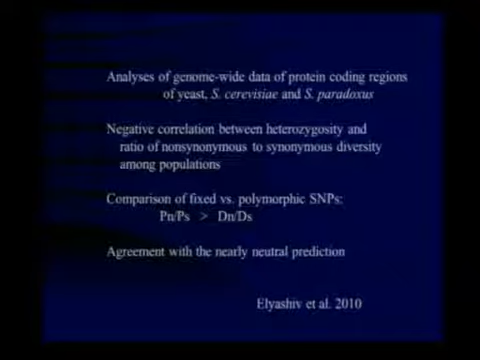 Analyses of genome-wide data of protein coding regions
of yeast, S. cerevisiae and S. paradoxus
Negative correlation between heterozygosity and
ratio of nonsynonymous to synonymous diversity
among populations
Comparison of fixed vs. polymorphic SNPs:
Pn/Ps > Dn/Ds
Agreement with the nearly neutral prediction
Elyashiv et al. 2010